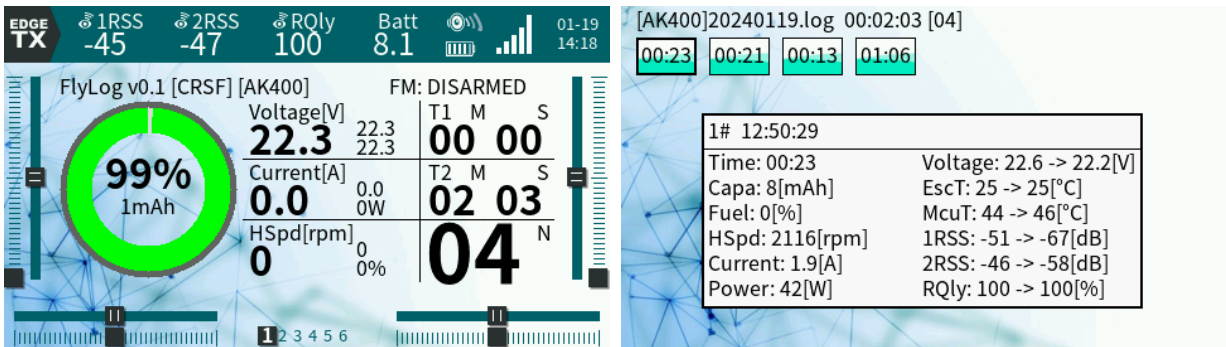 EDGE TX 1RSS -45 2RSS -47 RQly 100 Batt 8.1 01-19 14:18
FlyLog v0.1 [CRSF] [AK400] FM: DISARMED
99%
1mAh
Voltage[V]
22.3 22.3 22.3
Current[A]
0.0 0.0 0W
HSpd[rpm]
0 0 0%
T1 M S
00 00
T2 M S
02 03
04 N
1 2 3 4 5 6
[AK400]20240119.log 00:02:03 [04]
00:23 00:21 00:13 01:06
1# 12:50:29
Time: 00:23 Voltage: 22.6 -> 22.2[V]
Capa: 8[mAh] EscT: 25 -> 25[°C]
Fuel: 0[%] McuT: 44 -> 46[°C]
HSpd: 2116[rpm] 1RSS: -51 -> -67[dB]
Current: 1.9[A] 2RSS: -46 -> -58[dB]
Power: 42[W] RQly: 100 -> 100[%]